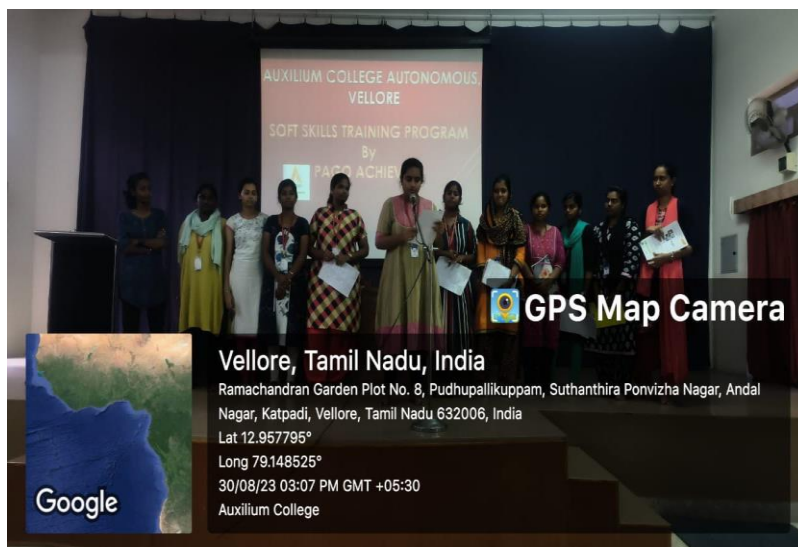 AUXILIUM COLLEGE AUTONOMOUS,
VELLORE
SOFT SKILLS TRAINING PROGRAM
By
GPS Map Camera
Vellore, Tamil Nadu, India
Ramachandran Garden Plot No. 8, Pudhupallikuppam, Suthanthira Ponvizha Nagar, Andal
Nagar, Katpadi, Vellore, Tamil Nadu 632006, India
Lat 12.957795°
Long 79.148525°
30/08/23 03:07 PM GMT +05:30
Google
Auxilium College